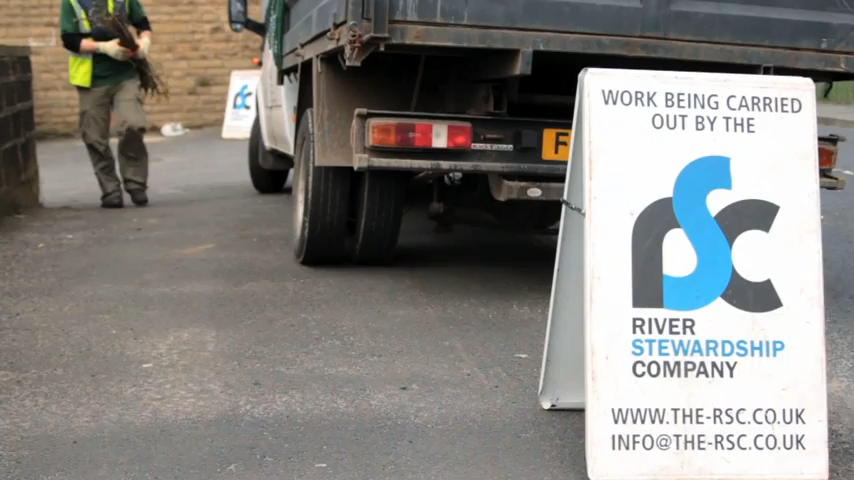 WORK BEING CARRIED
OUT BY THE
rsc
RIVER
STEWARDSHIP
COMPANY
WWW.THE-RSC.CO.UK
INFO@THE-RSC.CO.UK
F